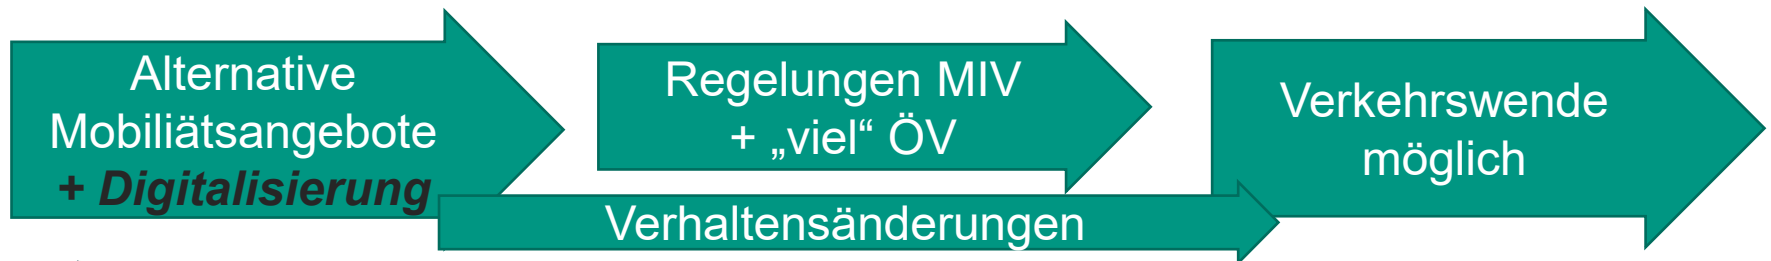 Alternative
Mobiliätsangebote
+ Digitalisierung
Regelungen MIV
+ „viel“ ÖV
Verkehrswende
möglich
Verhaltensänderungen